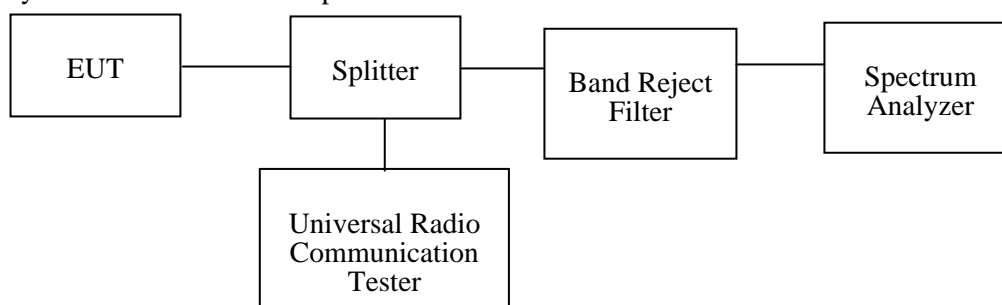 EUT
Splitter
Band Reject
Filter
Spectrum
Analyzer
Universal Radio
Communication
Tester